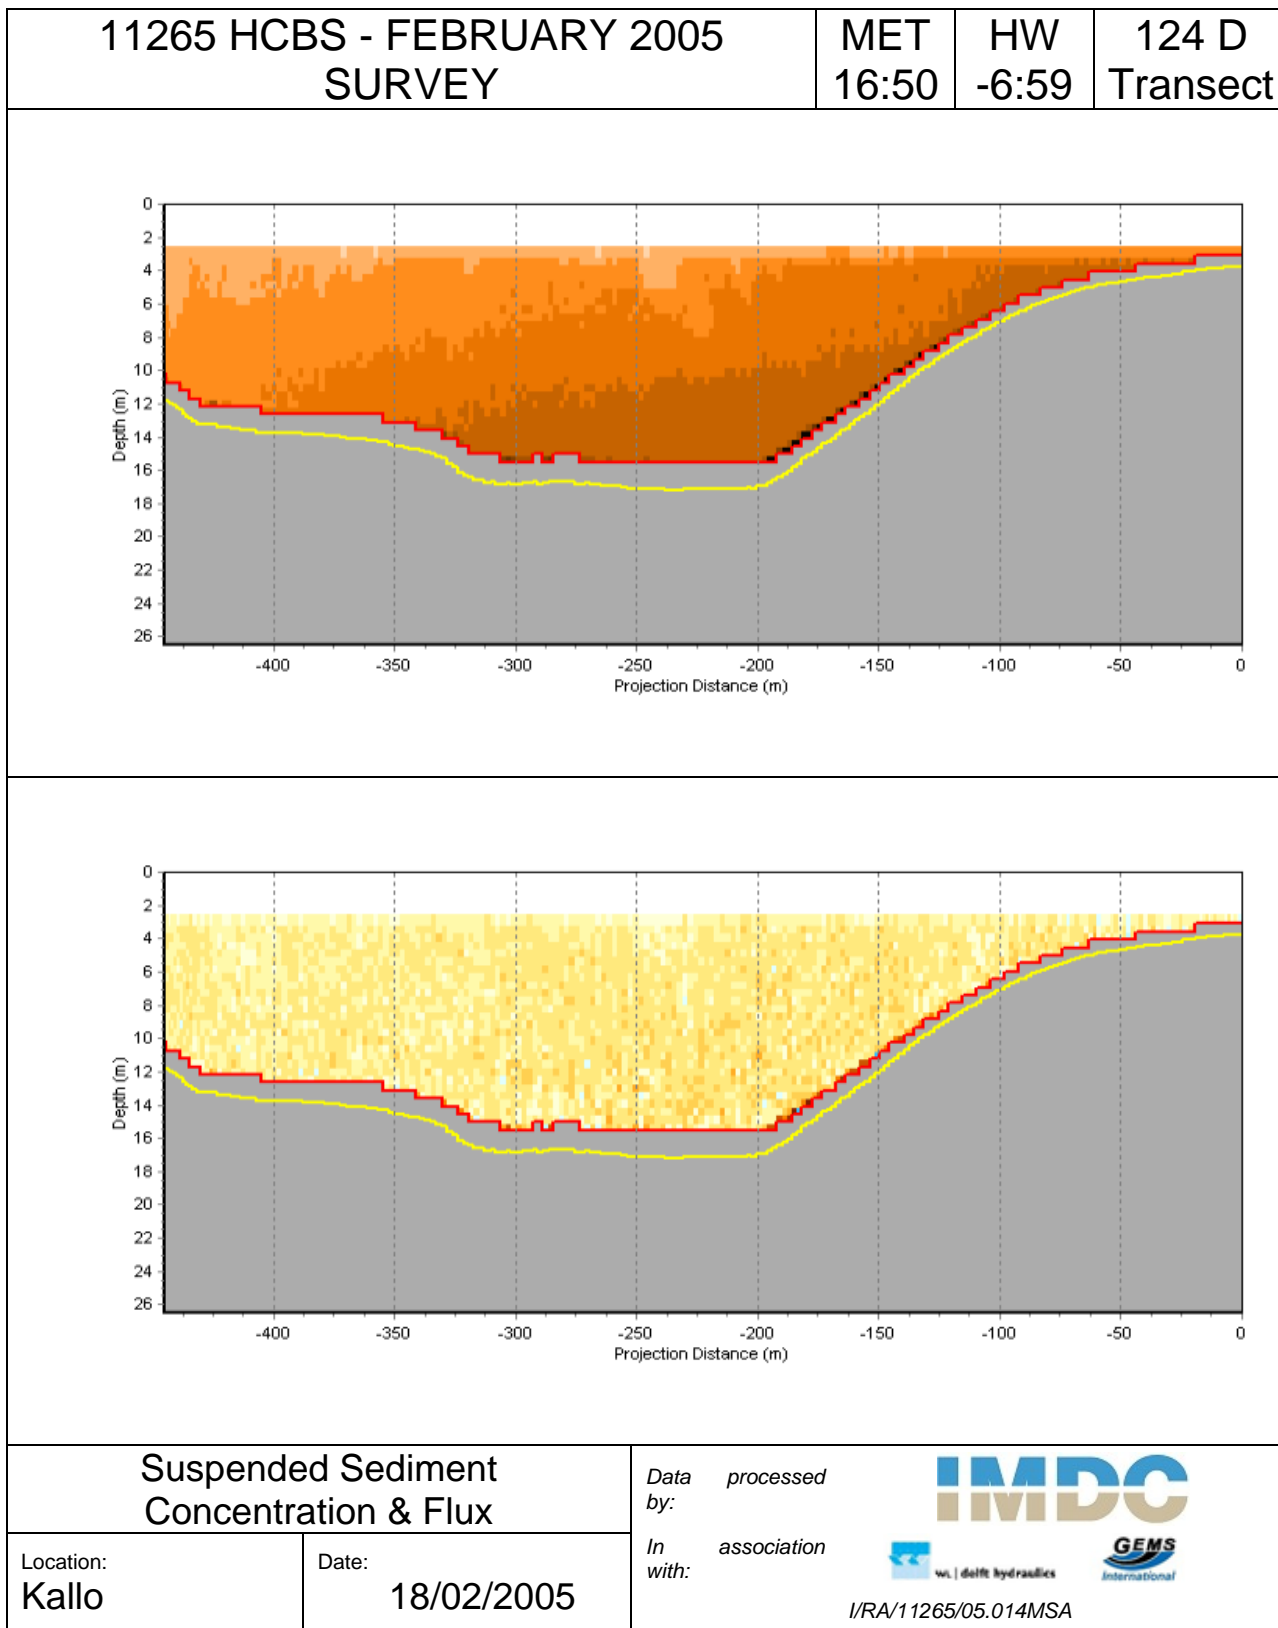 11265 HCBS - FEBRUARY 2005
SURVEY
MET
16:50
HW
-6:59
124 D
Transect
0
2
4
6
8
10
12
14
16
18
20
22
24
26
Depth (m)
-400 -350 -300 -250 -200 -150 -100 -50 0
Projection Distance (m)
0
2
4
6
8
10
12
14
16
18
20
22
24
26
Depth (m)
-400 -350 -300 -250 -200 -150 -100 -50 0
Projection Distance (m)
Suspended Sediment
Concentration & Flux
Location:
Kallo
Date:
18/02/2005
Data processed
by:
IMDC
In association
with:
wl | delft hydraulics
GEMS
International
I/RA/11265/05.014MSA